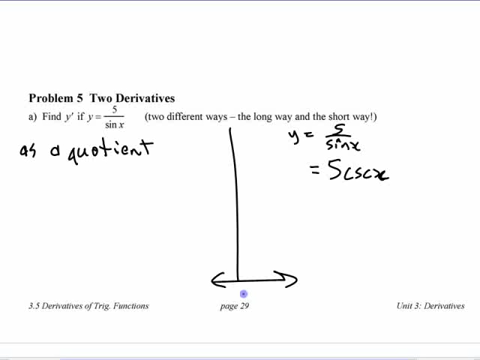 Problem 5 Two Derivatives
a) Find y' if y = 5/sin x (two different ways – the long way and the short way!)
as a quotient
y = 5/sinx
= 5cscx
3.5 Derivatives of Trig. Functions page 29 Unit 3: Derivatives